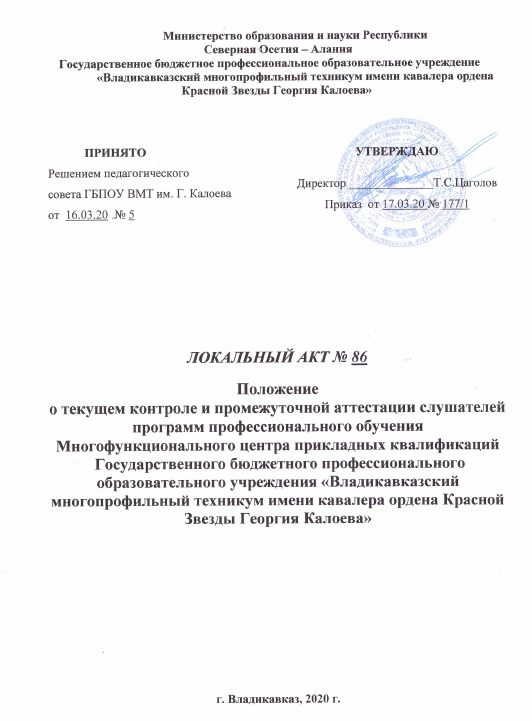 Министерство образования и науки Республики
Северная Осетия – Алания
Государственное бюджетное профессиональное образовательное учреждение
«Владикавказский многопрофильный техникум имени кавалера ордена
Красной Звезды Георгия Калоева»
ПРИНЯТО
Решением педагогического
совета ГБПОУ ВМТ им. Г. Калоева
от 16.03.20 .№ 5
УТВЕРЖДАЮ
Директор ______________Т.С.Цаголов
Приказ от 17.03.20 № 177/1
ЛОКАЛЬНЫЙ АКТ № 86
Положение
о текущем контроле и промежуточной аттестации слушателей
программ профессионального обучения
Многофункционального центра прикладных квалификаций
Государственного бюджетного профессионального
образовательного учреждения «Владикавказский
многопрофильный техникум имени кавалера ордена Красной
Звезды Георгия Калоева»
г. Владикавказ, 2020 г.